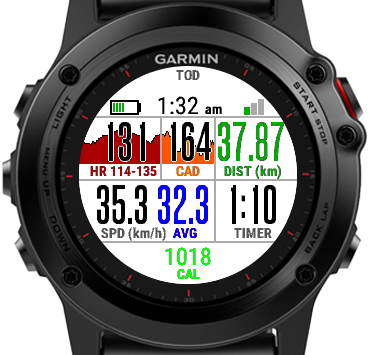 GARMIN
TOD
LIGHT
START STOP
1:32 am
131 164 37.87
HR 114-135 CAD DIST (km)
MENU UP
35.3 32.3 1:10
SPD (km/h) AVG TIMER
DOWN
BACK LAP
1018
CAL